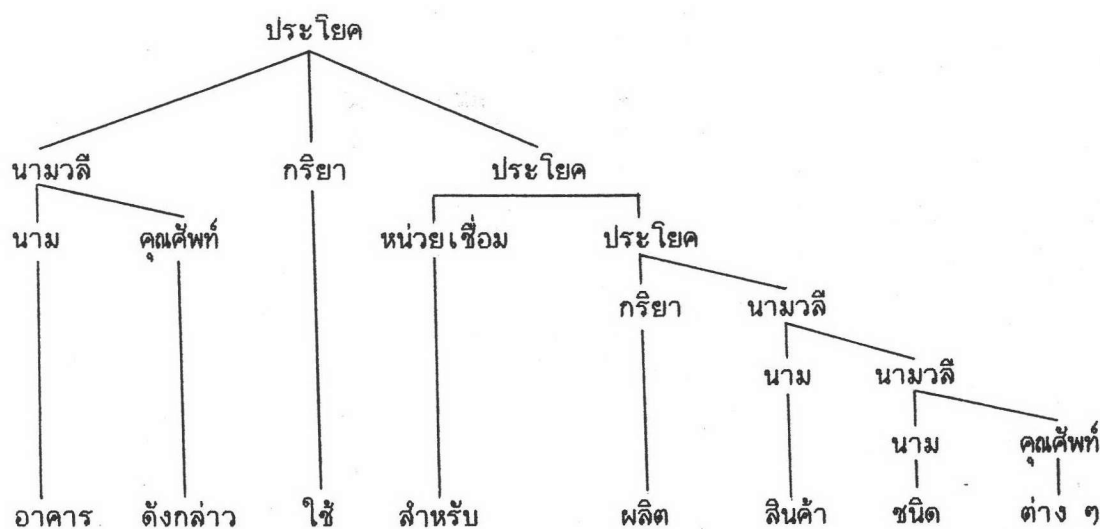 ประโยค
นามวลี กริยา ประโยค
นาม คุณศัพท์ หน่วยเชื่อม ประโยค
กริยา นามวลี
นาม นามวลี
นาม คุณศัพท์
อาคาร ดังกล่าว ใช้ สำหรับ ผลิต สินค้า ชนิด ต่าง ๆ